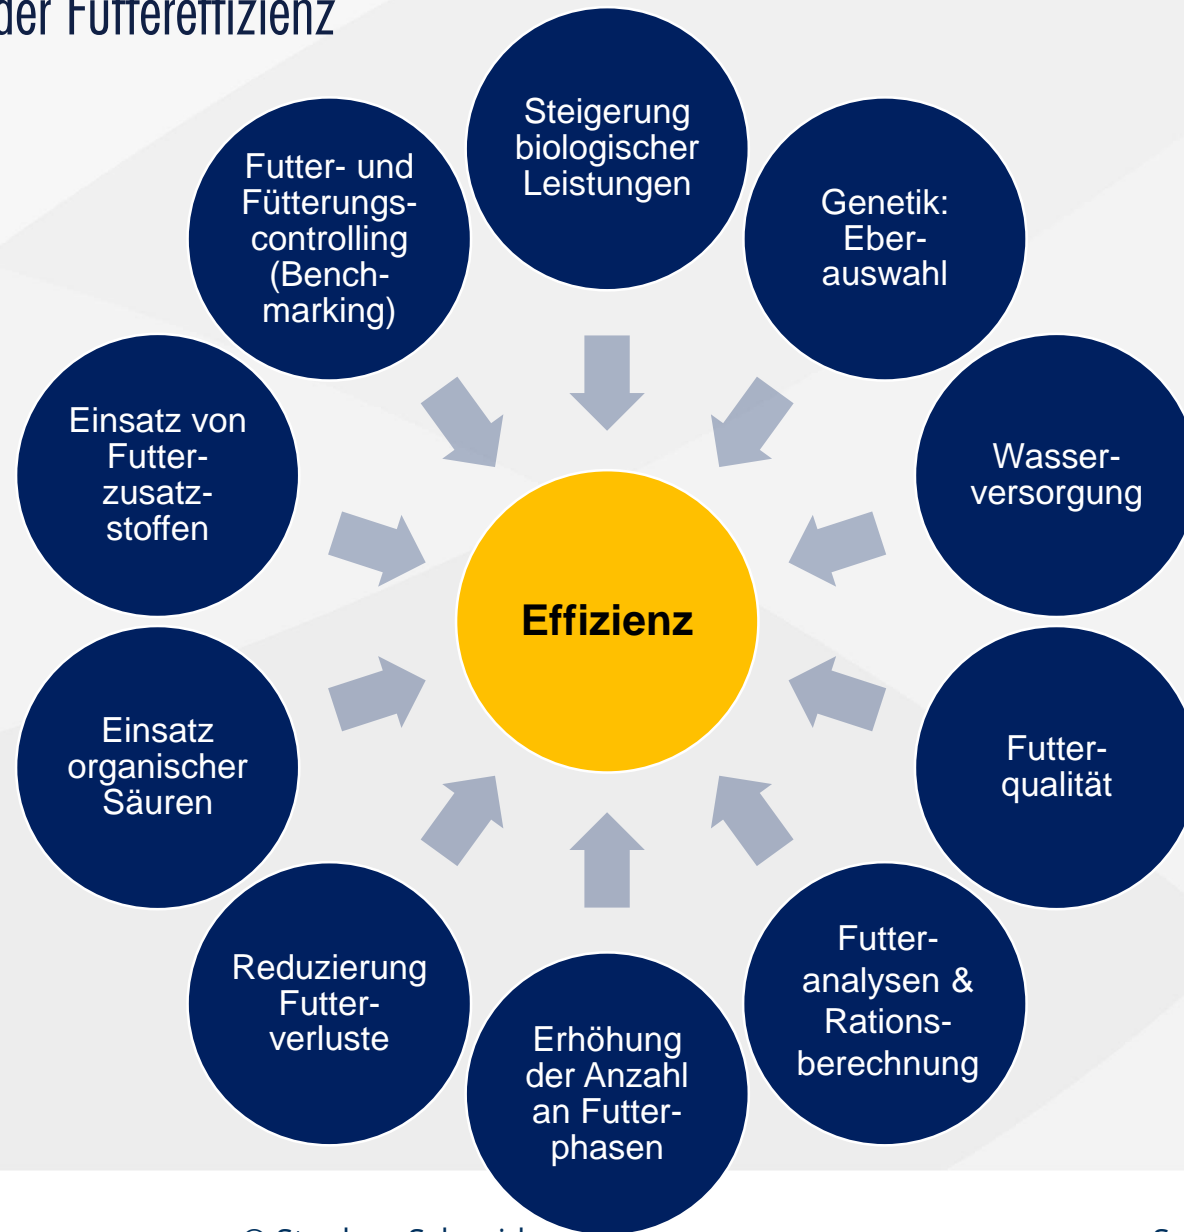 der Futtereffizienz
Steigerung
biologischer
Leistungen
Genetik:
Eber-
auswahl
Wasser-
versorgung
Futter-
qualität
Futter-
analysen &
Rations-
berechnung
Erhöhung
der Anzahl
an Futter-
phasen
Reduzierung
Futter-
verluste
Einsatz
organischer
Säuren
Einsatz von
Futter-
zusatz-
stoffen
Futter- und
Fütterungs-
controlling
(Bench-
marking)
Effizienz
©